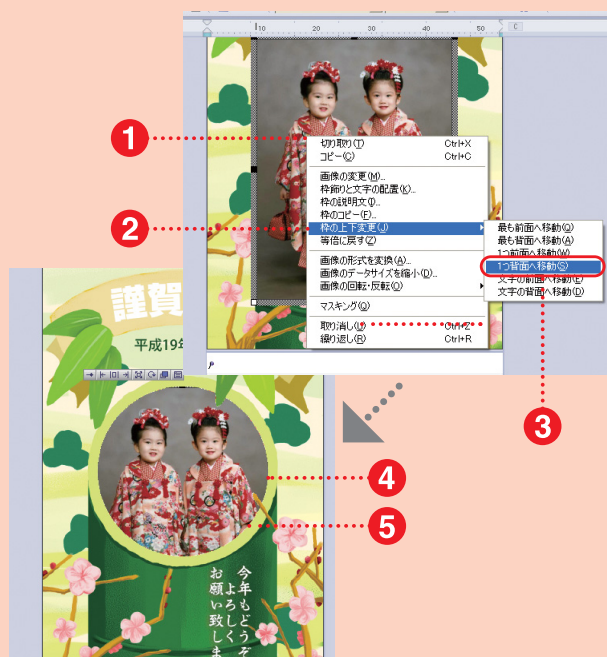 10 20 30 40 50 C
1
切り取り(T) Ctrl+X
コピー(C) Ctrl+C
画像の変更(M)...
枠飾りと文字の配置(K)...
枠の説明文(I)...
枠のコピー(F)...
2
枠の上下変更(J)
等倍に戻す(Z)
画像の形式を変換(A)...
画像のデータサイズを縮小(D)...
画像の回転・反転(O)
マスキング(Q)
取り消し(U) Ctrl+Z
繰り返し(R) Ctrl+R
最も前面へ移動(Q)
最も背面へ移動(A)
1つ前面へ移動(W)
1つ背面へ移動(S)
文字の前面へ移動(E)
文字の背面へ移動(D)
3
謹賀
平成19年
4
5
今年もどうぞ
よろしく
お願い致しま